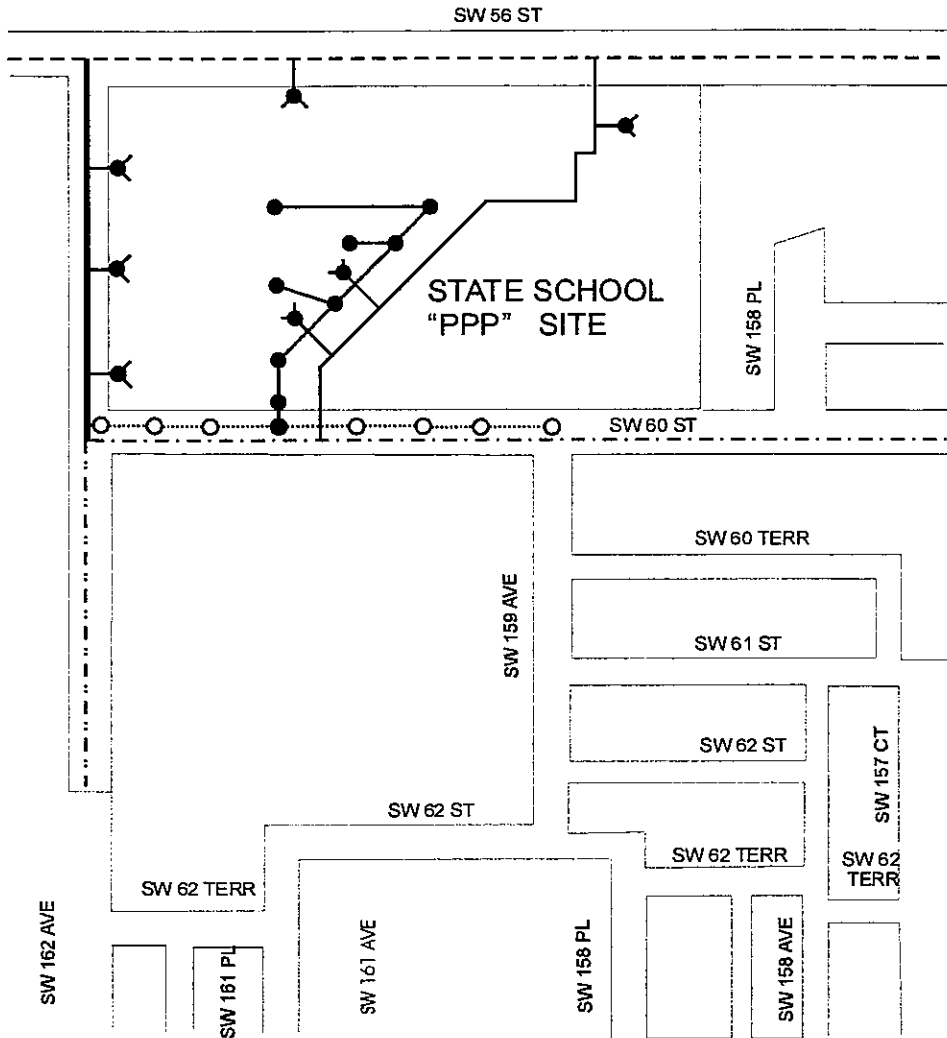 SW 56 ST
STATE SCHOOL
"PPP" SITE
SW 158 PL
SW 60 ST
SW 60 TERR
SW 159 AVE
SW 61 ST
SW 62 ST
SW 157 CT
SW 62 ST
SW 62 TERR
SW 62
TERR
SW 62 TERR
SW 162 AVE
SW 161 PL
SW 161 AVE
SW 158 PL
SW 158 AVE